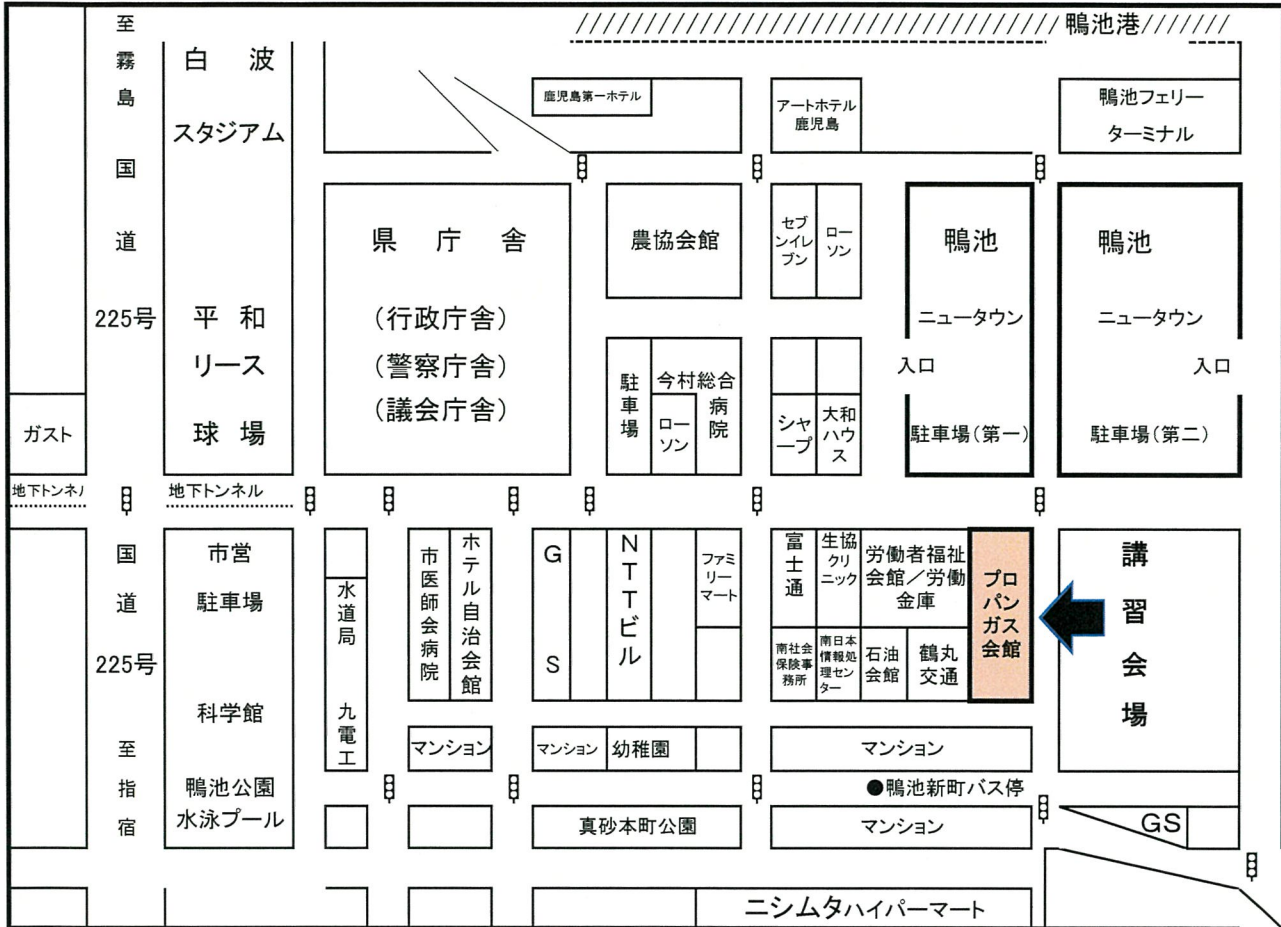 至
霧
島
国
道
225号
白　波
スタジアム
平　和
リース
球　場
鴨池港
鹿児島第一ホテル
アートホテル
鹿児島
鴨池フェリー
ターミナル
県　庁　舎
（行政庁舎）
（警察庁舎）
（議会庁舎）
農協会館
セブ
ンイレ
ブン
ロー
ソン
鴨池
ニュータウン
入口
駐車場（第一）
鴨池
ニュータウン
入口
駐車場（第二）
駐車場
今村総合
病院
ロー
ソン
シャ
ープ
大和
ハウ
ス
ガスト
地下トンネル
地下トンネル
国
道
225号
至
指
宿
市営
駐車場
科学館
鴨池公園
水泳プール
水道局
九電工
市医師会病院
ホテル自治会館
GS
NTTビル
ファミ
リー
マート
富士通
生協
クリ
ニック
労働者福祉
会館／労働
金庫
プロ
パン
ガス
会館
講習会場
南社会
保険事
務所
南日本
情報処
理セン
ター
石油
会館
鶴丸
交通
マンション
マンション
幼稚園
マンション
●鴨池新町バス停
真砂本町公園
マンション
GS
ニシムタハイパーマート